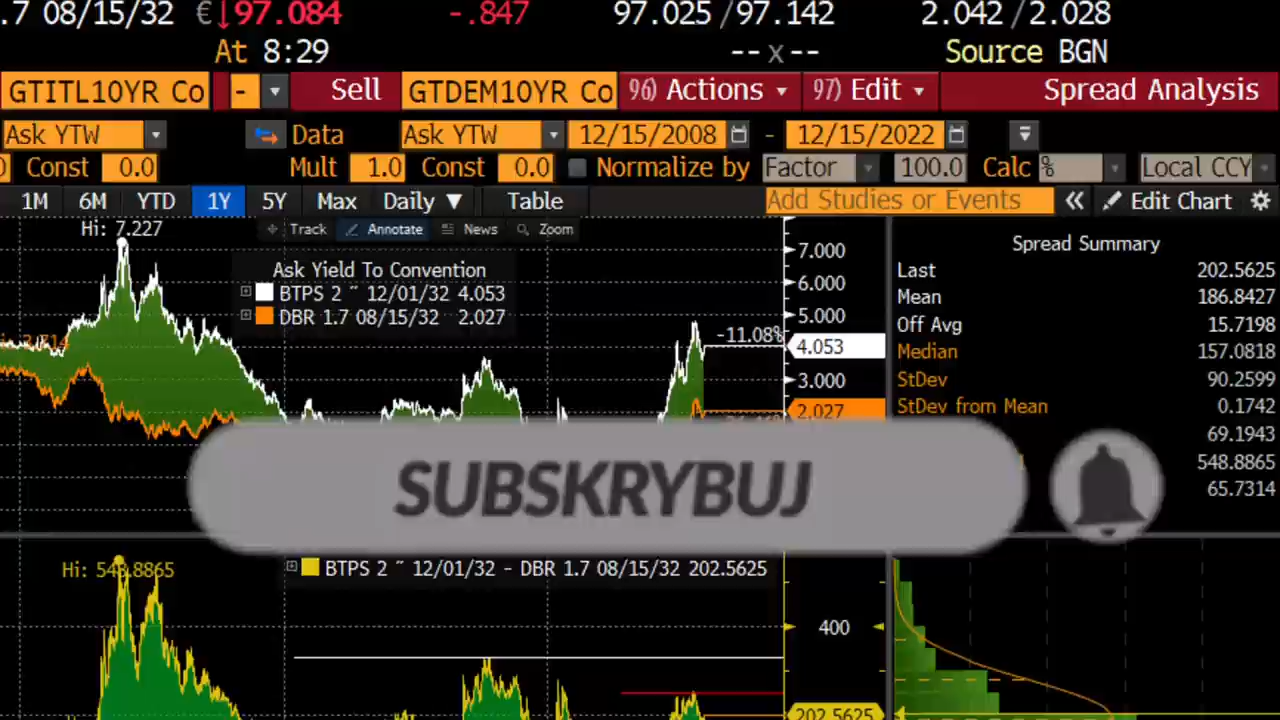 .7 08/15/32 €↓97.084 -.847 97.025/97.142 2.042/2.028
At 8:29 --x-- Source BGN
GTITL10YR Co - Sell GTDEM10YR Co 96) Actions 97) Edit Spread Analysis
Ask YTW Data Ask YTW 12/15/2008 - 12/15/2022
Const 0.0 Mult 1.0 Const 0.0 Normalize by Factor 100.0 Calc % Local CCY
1M 6M YTD 1Y 5Y Max Daily ▼ Table Add Studies or Events « Edit Chart
Hi: 7.227 Track Annotate News Zoom
Ask Yield To Convention
BTPS 2 ½ 12/01/32 4.053
DBR 1.7 08/15/32 2.027
7.000
6.000
5.000
-11.08%
4.053
3.000
2.027
Spread Summary
Last 202.5625
Mean 186.8427
Off Avg 15.7198
Median 157.0818
StDev 90.2599
StDev from Mean 0.1742
69.1943
548.8865
65.7314
SUBSKRYBUJ
Hi: 548.8865
BTPS 2 ½ 12/01/32 - DBR 1.7 08/15/32 202.5625
400
202.5625